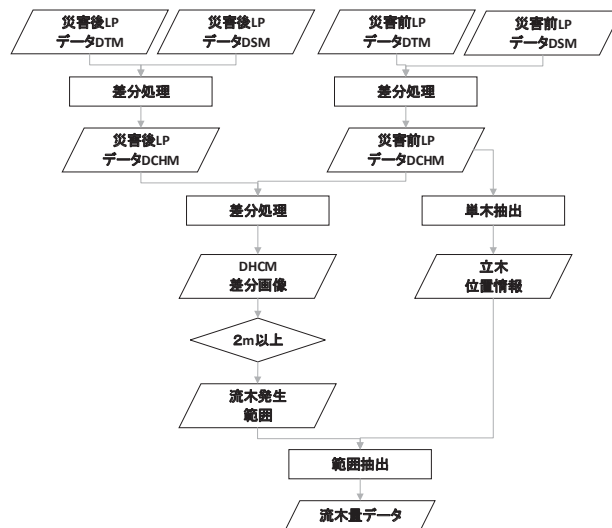 災害後LP
データDTM
災害後LP
データDSM
災害前LP
データDTM
災害前LP
データDSM
差分処理
差分処理
災害後LP
データDCHM
災害前LP
データDCHM
差分処理
単木抽出
DHCM
差分画像
立木
位置情報
2m以上
流木発生
範囲
範囲抽出
流木量データ